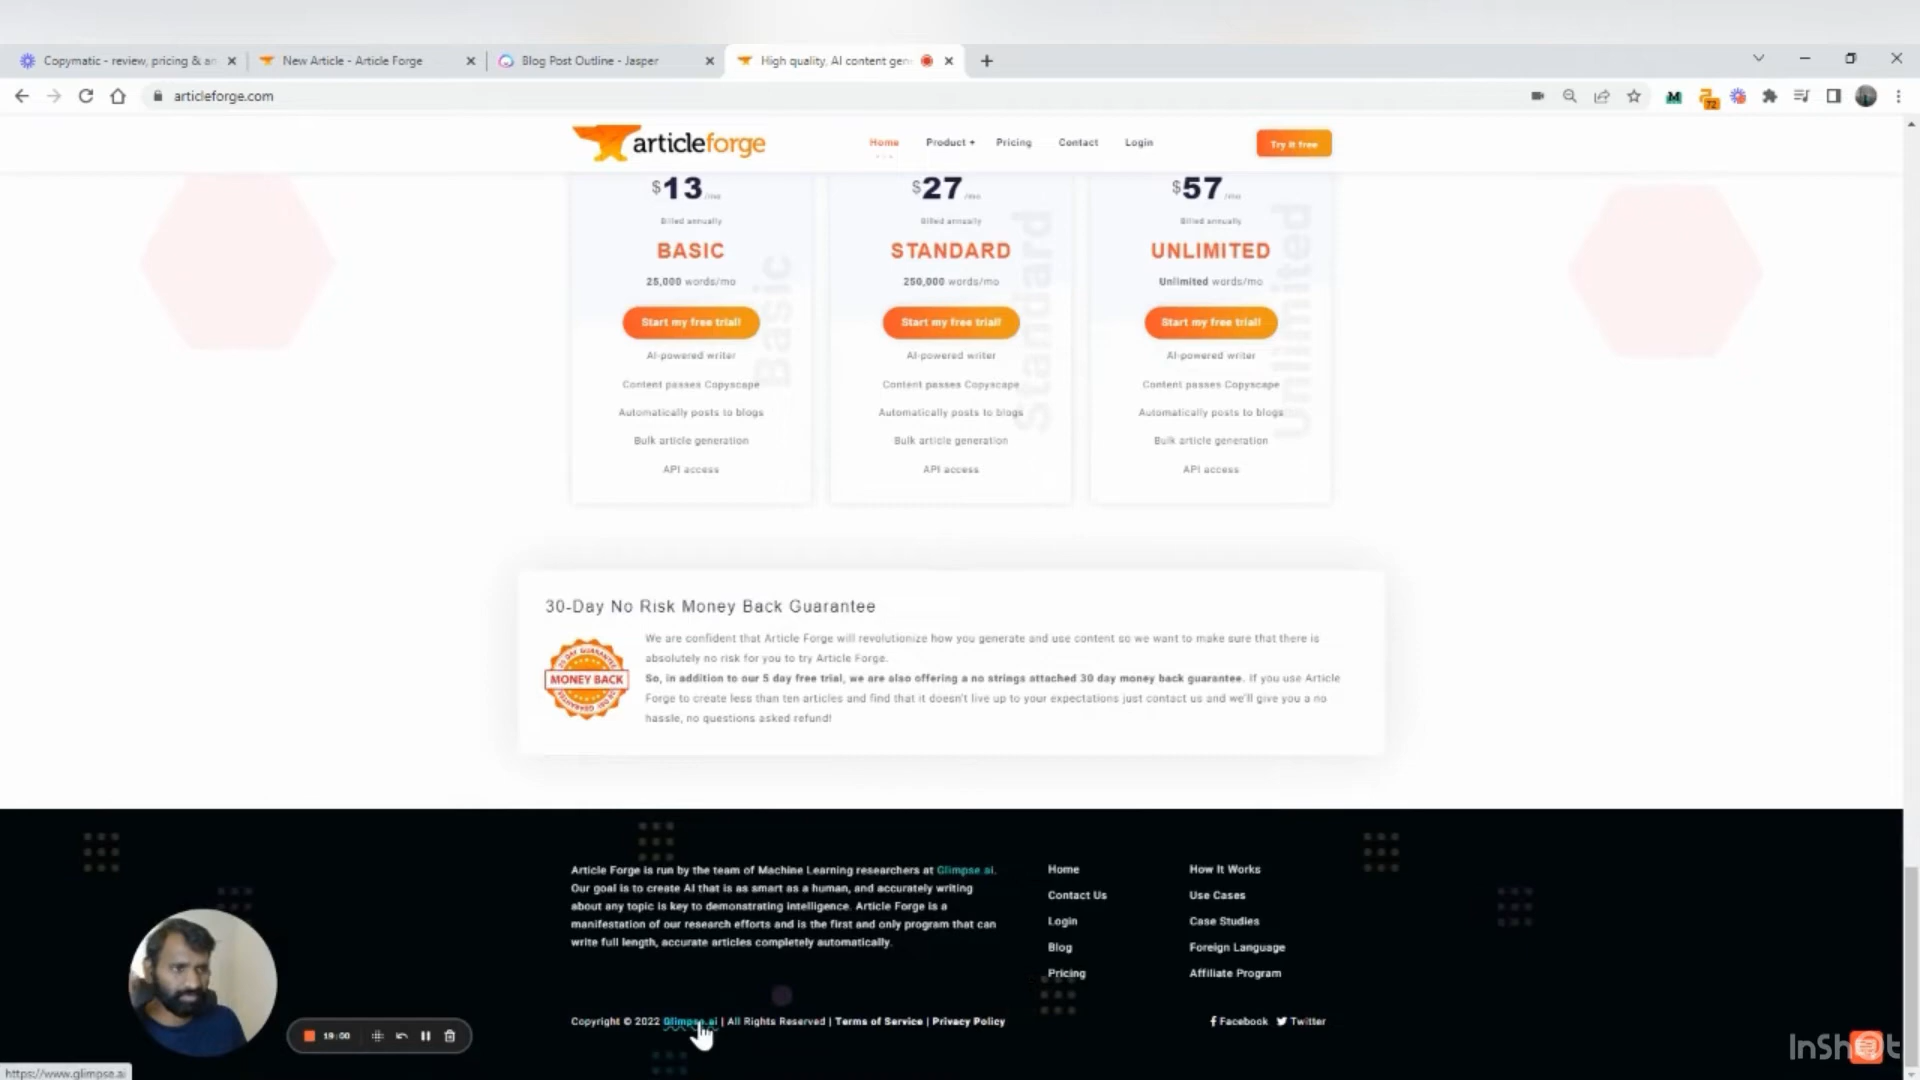 Copymatic - review, pricing & an
New Article - Article Forge
Blog Post Outline - Jasper
High quality, AI content gen
articleforge.com
72
articleforge
Home
Product +
Pricing
Contact
Login
Try it free
$13 /mo
Billed annually
BASIC
25,000 words/mo
Start my free trial!
AI-powered writer
Content passes Copyscape
Automatically posts to blogs
Bulk article generation
API access
Basic
$27 /mo
Billed annually
STANDARD
250,000 words/mo
Start my free trial!
AI-powered writer
Content passes Copyscape
Automatically posts to blogs
Bulk article generation
API access
Standard
$57 /mo
Billed annually
UNLIMITED
Unlimited words/mo
Start my free trial!
AI-powered writer
Content passes Copyscape
Automatically posts to blogs
Bulk article generation
API access
Unlimited
30-Day No Risk Money Back Guarantee
MONEY BACK
We are confident that Article Forge will revolutionize how you generate and use content so we want to make sure that there is
absolutely no risk for you to try Article Forge.
So, in addition to our 5 day free trial, we are also offering a no strings attached 30 day money back guarantee. If you use Article
Forge to create less than ten articles and find that it doesn't live up to your expectations just contact us and we'll give you a no
hassle, no questions asked refund!
Article Forge is run by the team of Machine Learning researchers at Glimpse.ai.
Our goal is to create AI that is as smart as a human, and accurately writing
about any topic is key to demonstrating intelligence. Article Forge is a
manifestation of our research efforts and is the first and only program that can
write full length, accurate articles completely automatically.
Home
Contact Us
Login
Blog
Pricing
How It Works
Use Cases
Case Studies
Foreign Language
Affiliate Program
Copyright © 2022 Glimpse.ai | All Rights Reserved | Terms of Service | Privacy Policy
Facebook
Twitter
19:00
InShOt
https://www.glimpse.ai